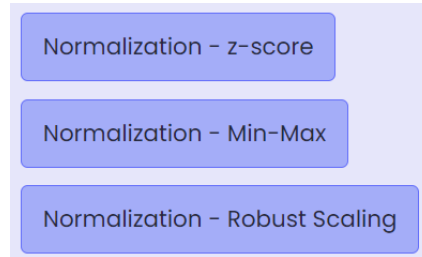 Normalization - z-score
Normalization - Min-Max
Normalization - Robust Scaling